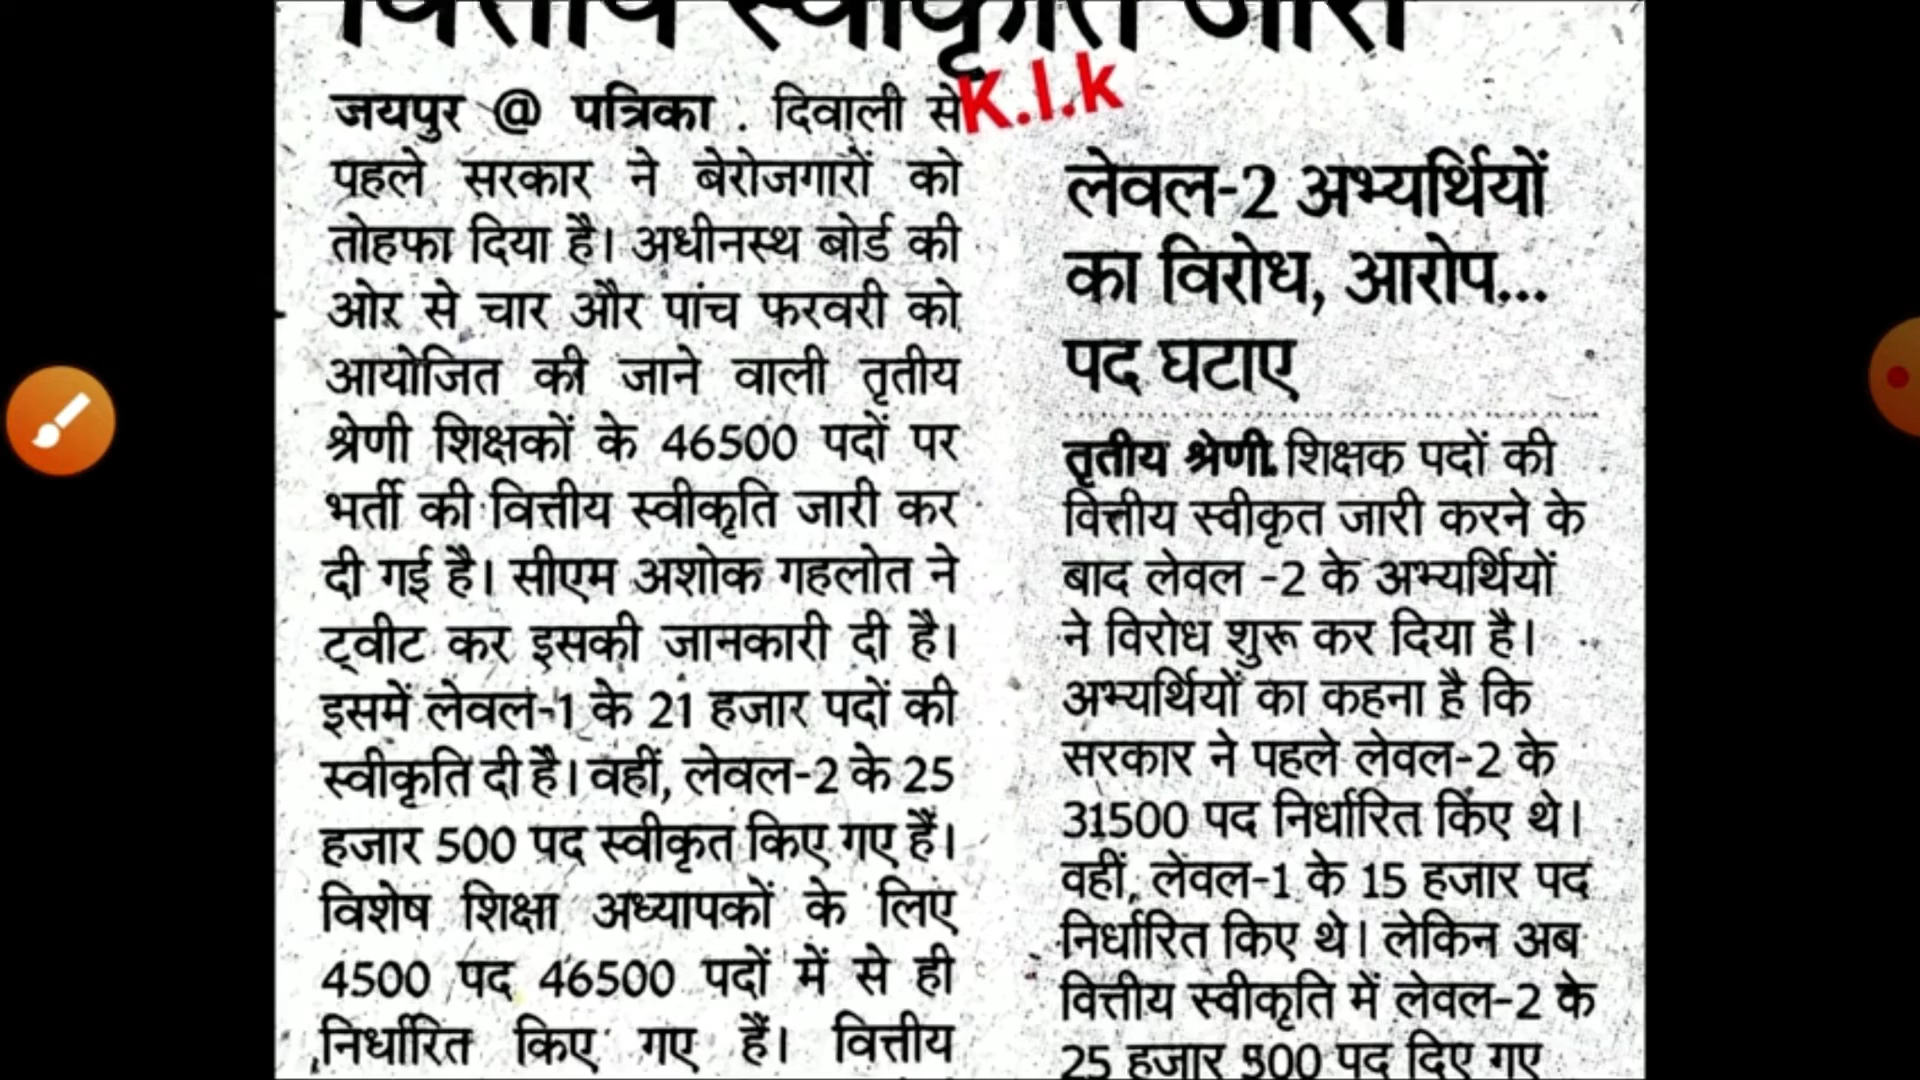 वित्तीय स्वीकृति जारी
K.I.k
जयपुर @ पत्रिका . दिवाली से
पहले सरकार ने बेरोजगारों को
तोहफा दिया है। अधीनस्थ बोर्ड की
ओर से चार और पांच फरवरी को
आयोजित की जाने वाली तृतीय
श्रेणी शिक्षकों के 46500 पदों पर
भर्ती की वित्तीय स्वीकृति जारी कर
दी गई है। सीएम अशोक गहलोत ने
ट्वीट कर इसकी जानकारी दी है।
इसमें लेवल-1 के 21 हजार पदों की
स्वीकृति दी है। वहीं, लेवल-2 के 25
हजार 500 पद स्वीकृत किए गए हैं।
विशेष शिक्षा अध्यापकों के लिए
4500 पद 46500 पदों में से ही
निर्धारित किए गए हैं। वित्तीय
लेवल-2 अभ्यर्थियों
का विरोध, आरोप...
पद घटाए
तृतीय श्रेणी. शिक्षक पदों की
वित्तीय स्वीकृत जारी करने के
बाद लेवल -2 के अभ्यर्थियों
ने विरोध शुरू कर दिया है।
अभ्यर्थियों का कहना है कि
सरकार ने पहले लेवल-2 के
31500 पद निर्धारित किए थे।
वहीं, लेवल-1 के 15 हजार पद
निर्धारित किए थे। लेकिन अब
वित्तीय स्वीकृति में लेवल-2 के
25 हजार 500 पद दिए गए